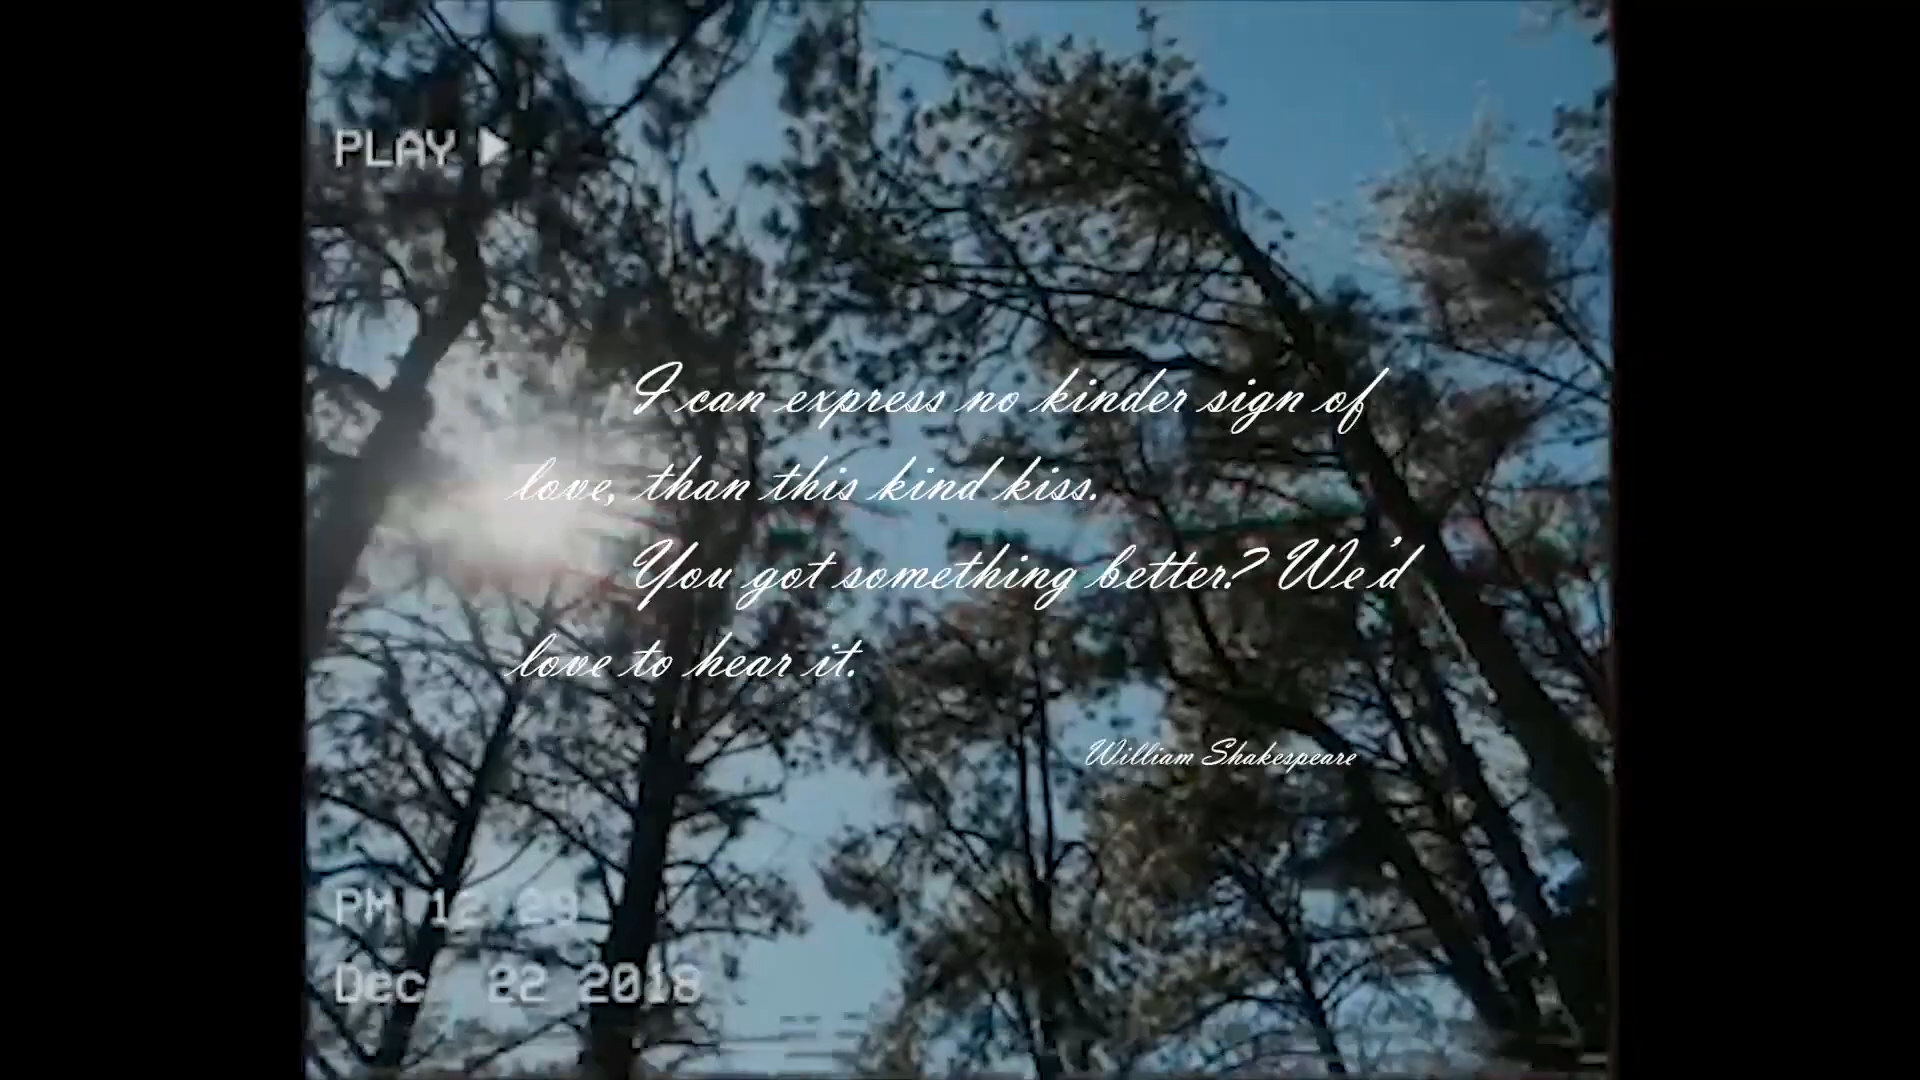 PLAY ▶
I can express no kinder sign of
love, than this kind kiss.
You got something better? We'd
love to hear it.
William Shakespeare
PM 12:29
Dec 22 2018